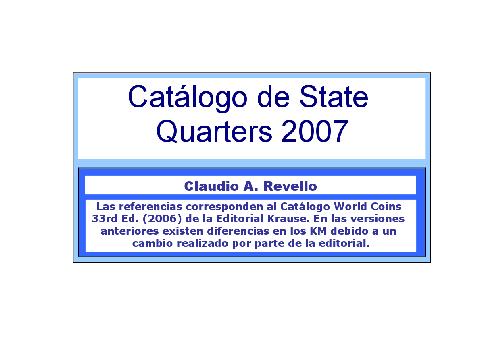 Catálogo de State
Quarters 2007
Claudio A. Revello
Las referencias corresponden al Catálogo World Coins
33rd Ed. (2006) de la Editorial Krause. En las versiones
anteriores existen diferencias en los KM debido a un
cambio realizado por parte de la editorial.